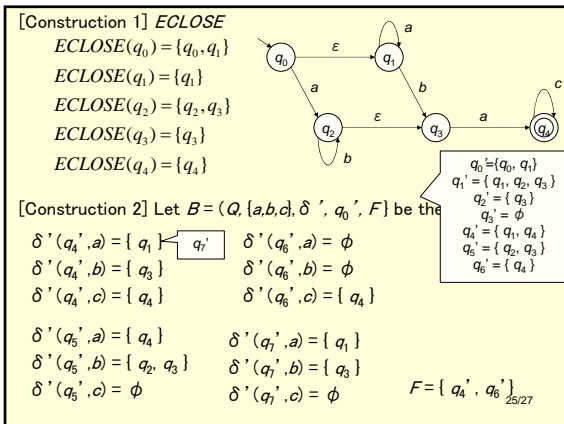 [Construction 1] ECLOSE
ECLOSE(q0) = {q0,q1}
ECLOSE(q1) = {q1}
ECLOSE(q2) = {q2,q3}
ECLOSE(q3) = {q3}
ECLOSE(q4) = {q4}
q0 ε q1 a
a b c
q2 ε q3 a q4
b
q0'={q0, q1}
q1' = { q1, q2, q3 }
q2' = { q3 }
q3' = φ
q4' = { q1, q4 }
q5' = { q2, q3 }
q6' = { q4 }
[Construction 2] Let B = (Q, {a,b,c}, δ', q0', F) be the
δ'(q4',a) = { q1 } q7' δ'(q6',a) = φ
δ'(q4',b) = { q3 } δ'(q6',b) = φ
δ'(q4',c) = { q4 } δ'(q6',c) = { q4 }
δ'(q5',a) = { q4 } δ'(q7',a) = { q1 }
δ'(q5',b) = { q2, q3 } δ'(q7',b) = { q3 }
δ'(q5',c) = φ δ'(q7',c) = φ F = { q4', q6' }
25/27